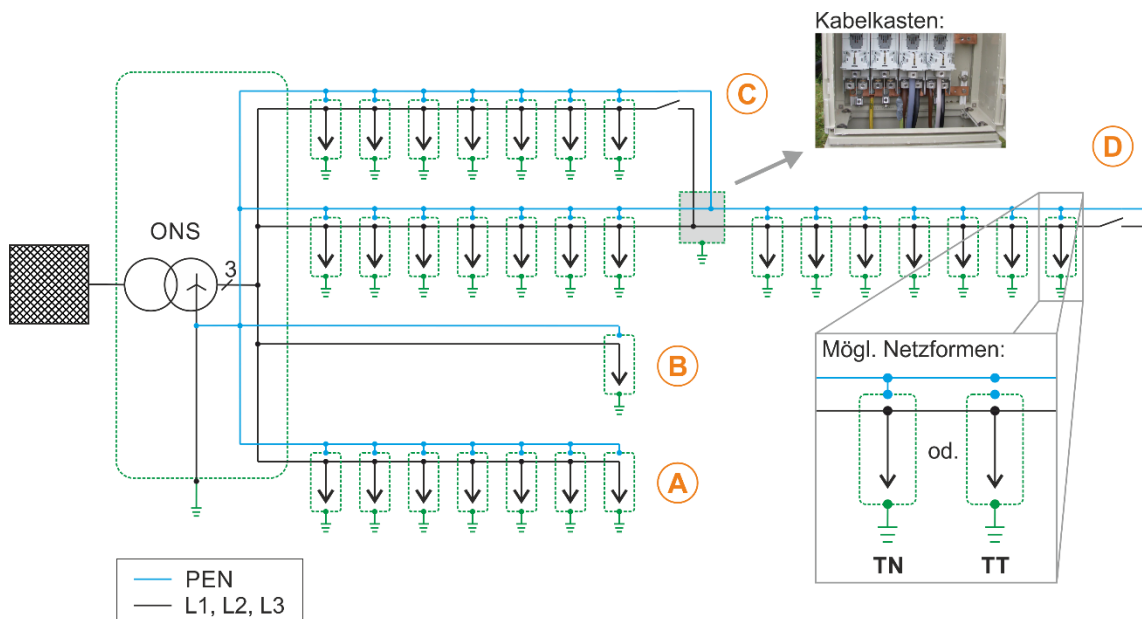 Kabelkasten:
C
D
ONS
3
B
Mögl. Netzformen:
od.
A
TN
TT
PEN
L1, L2, L3